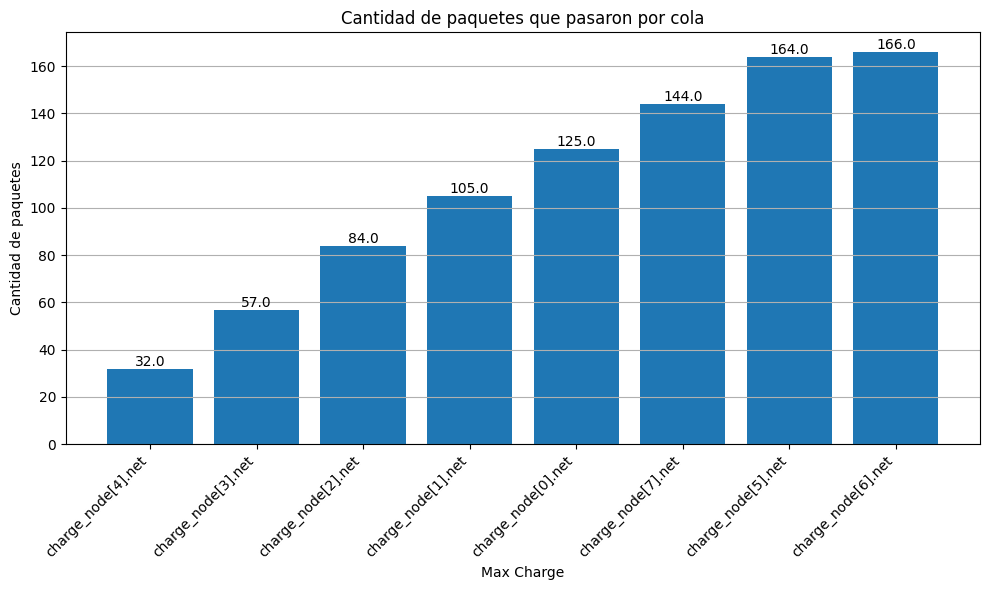 Cantidad de paquetes que pasaron por cola
Cantidad de paquetes
160
140
120
100
80
60
40
20
0
32.0
57.0
84.0
105.0
125.0
144.0
164.0
166.0
charge_node[4].net
charge_node[3].net
charge_node[2].net
charge_node[1].net
charge_node[0].net
charge_node[7].net
charge_node[5].net
charge_node[6].net
Max Charge